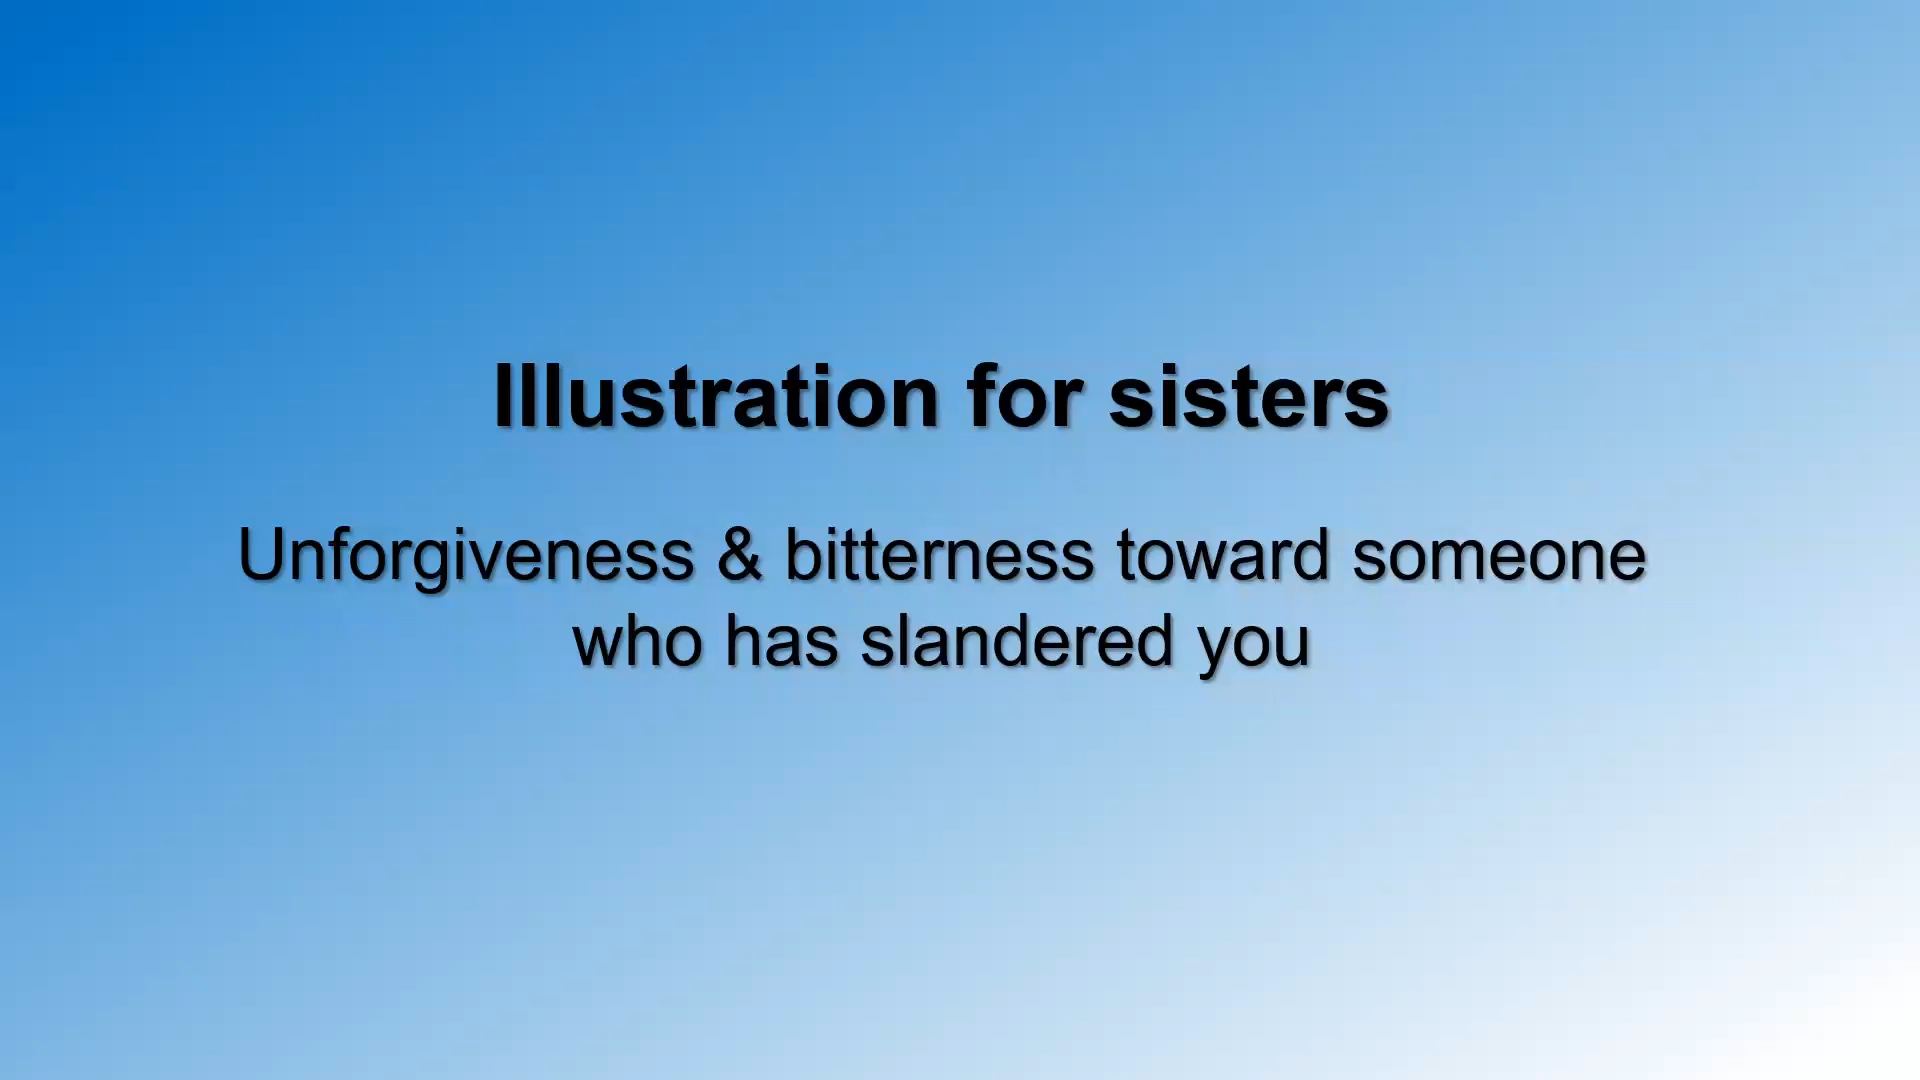 Illustration for sisters
Unforgiveness & bitterness toward someone
who has slandered you